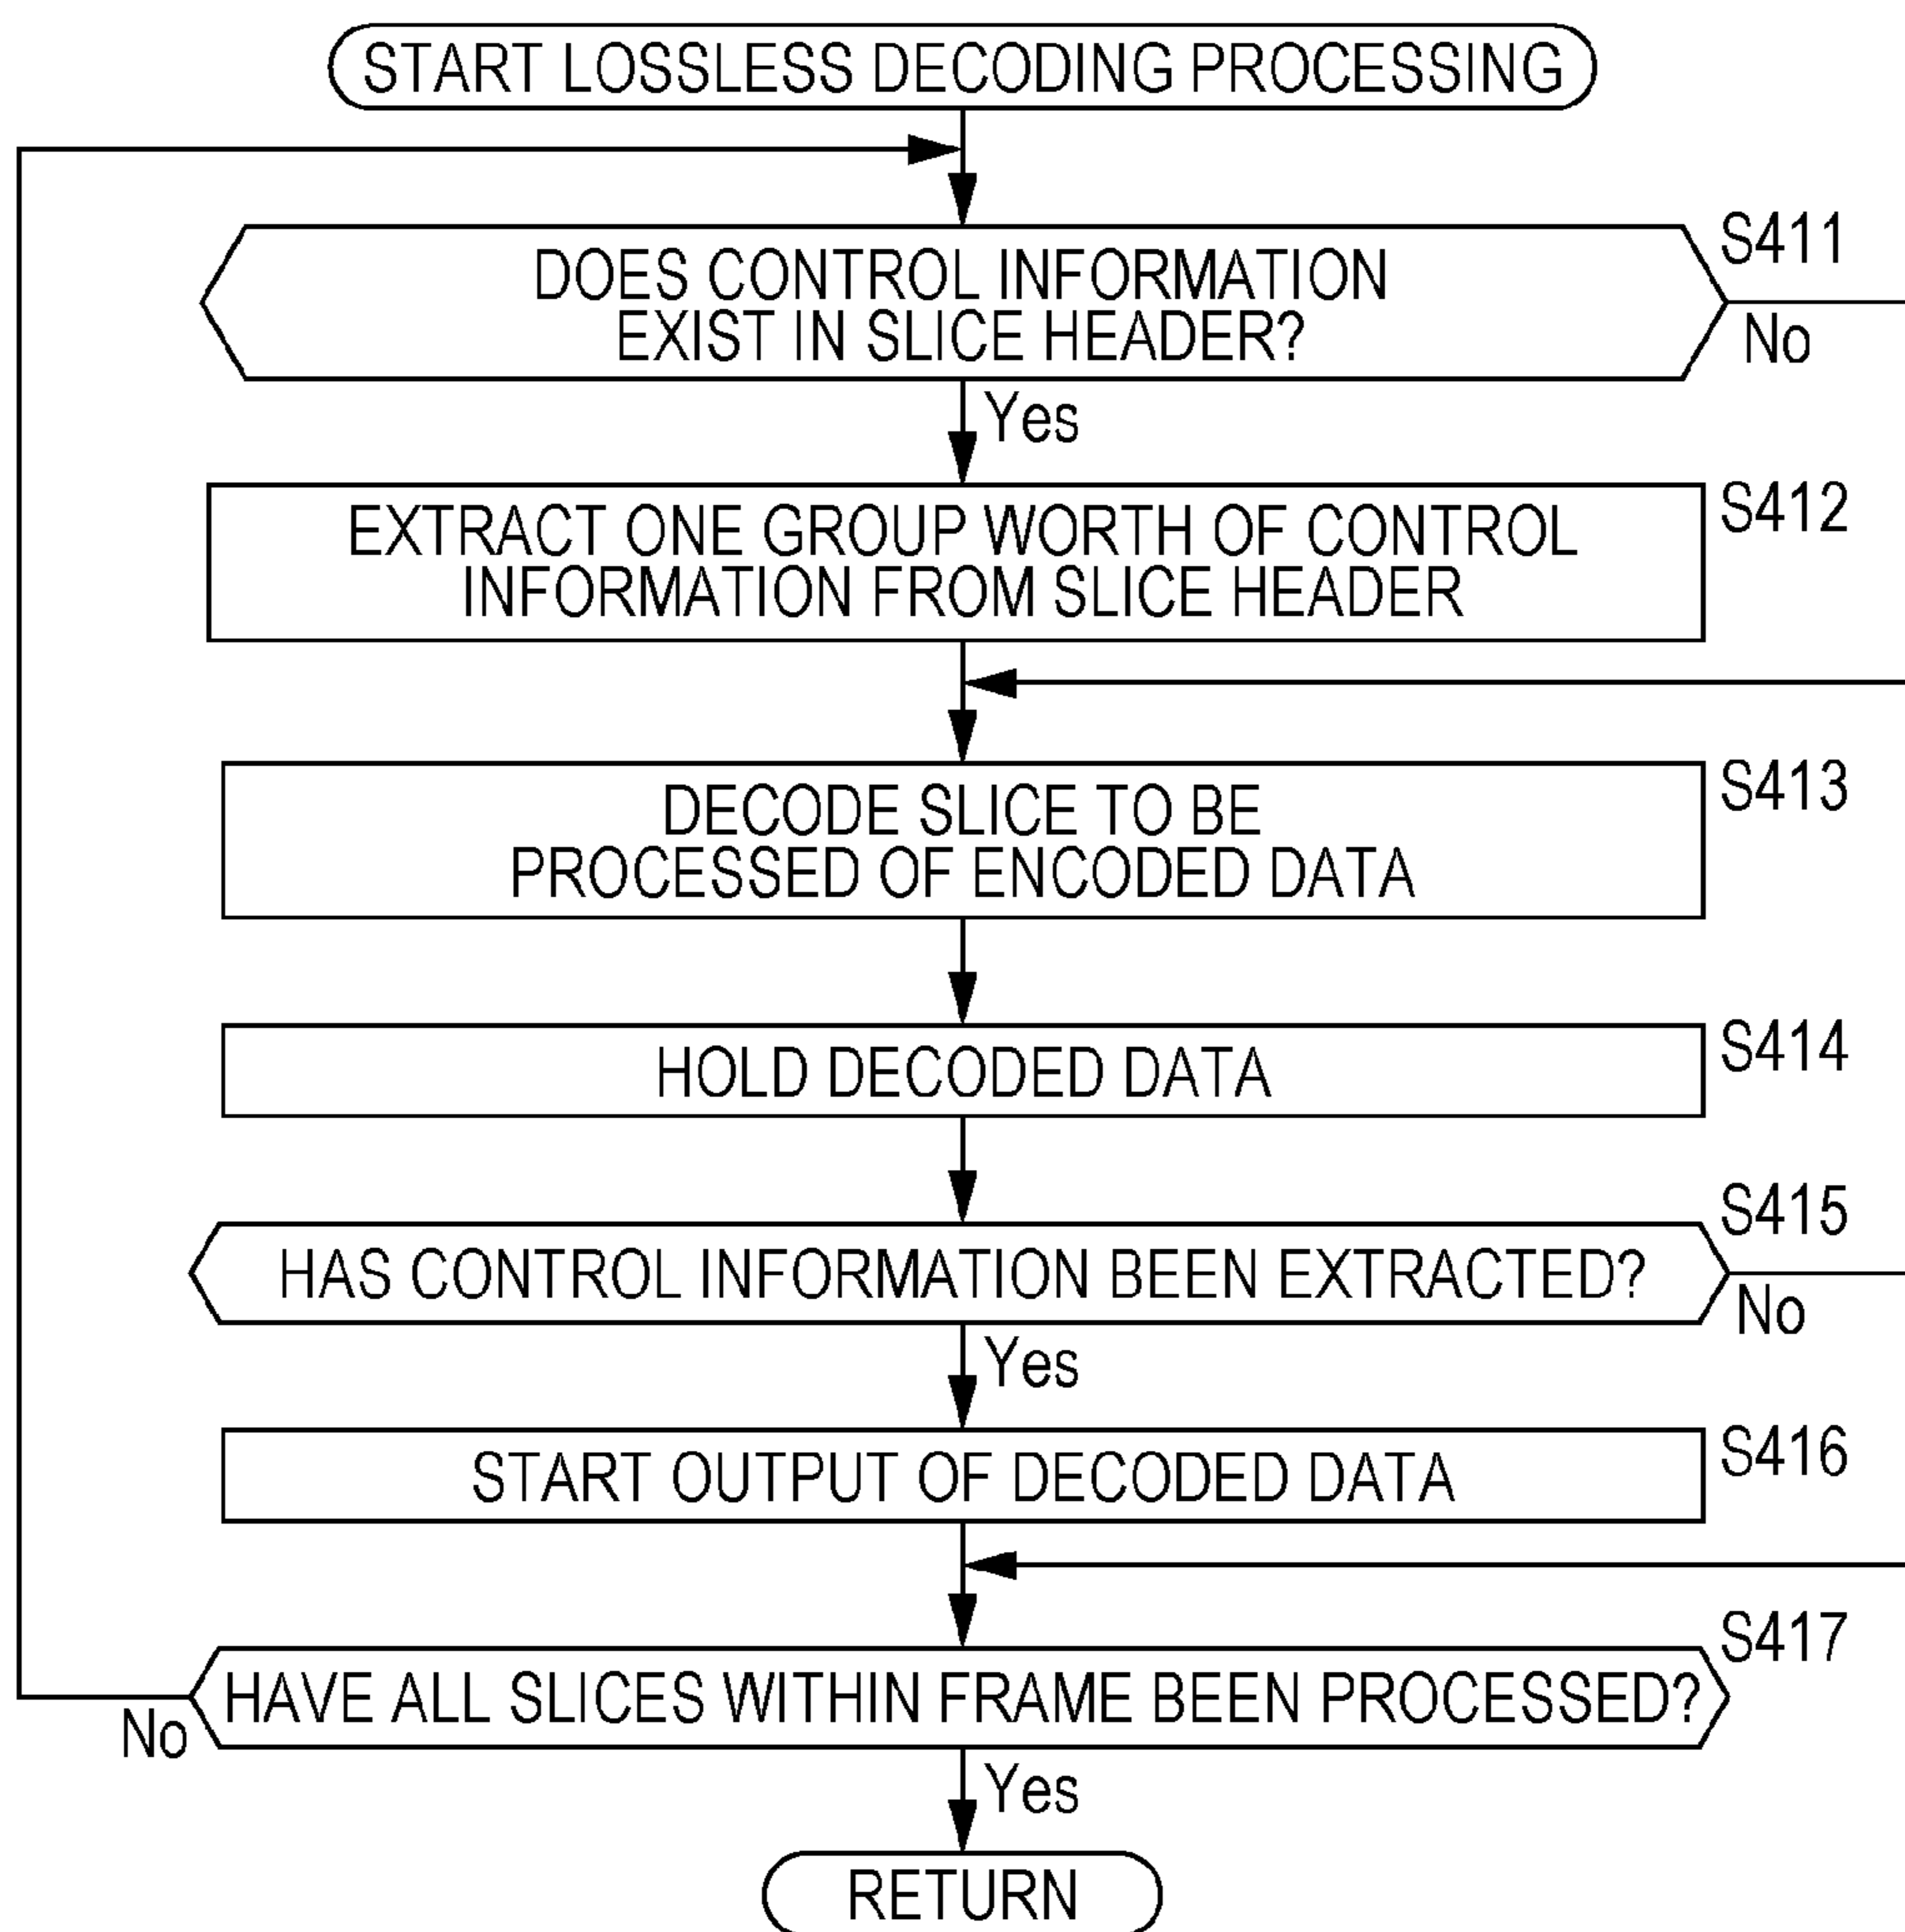 START LOSSLESS DECODING PROCESSING
S411
DOES CONTROL INFORMATION
EXIST IN SLICE HEADER?
No
Yes
S412
EXTRACT ONE GROUP WORTH OF CONTROL
INFORMATION FROM SLICE HEADER
S413
DECODE SLICE TO BE
PROCESSED OF ENCODED DATA
S414
HOLD DECODED DATA
S415
HAS CONTROL INFORMATION BEEN EXTRACTED?
No
Yes
S416
START OUTPUT OF DECODED DATA
S417
HAVE ALL SLICES WITHIN FRAME BEEN PROCESSED?
No
Yes
RETURN